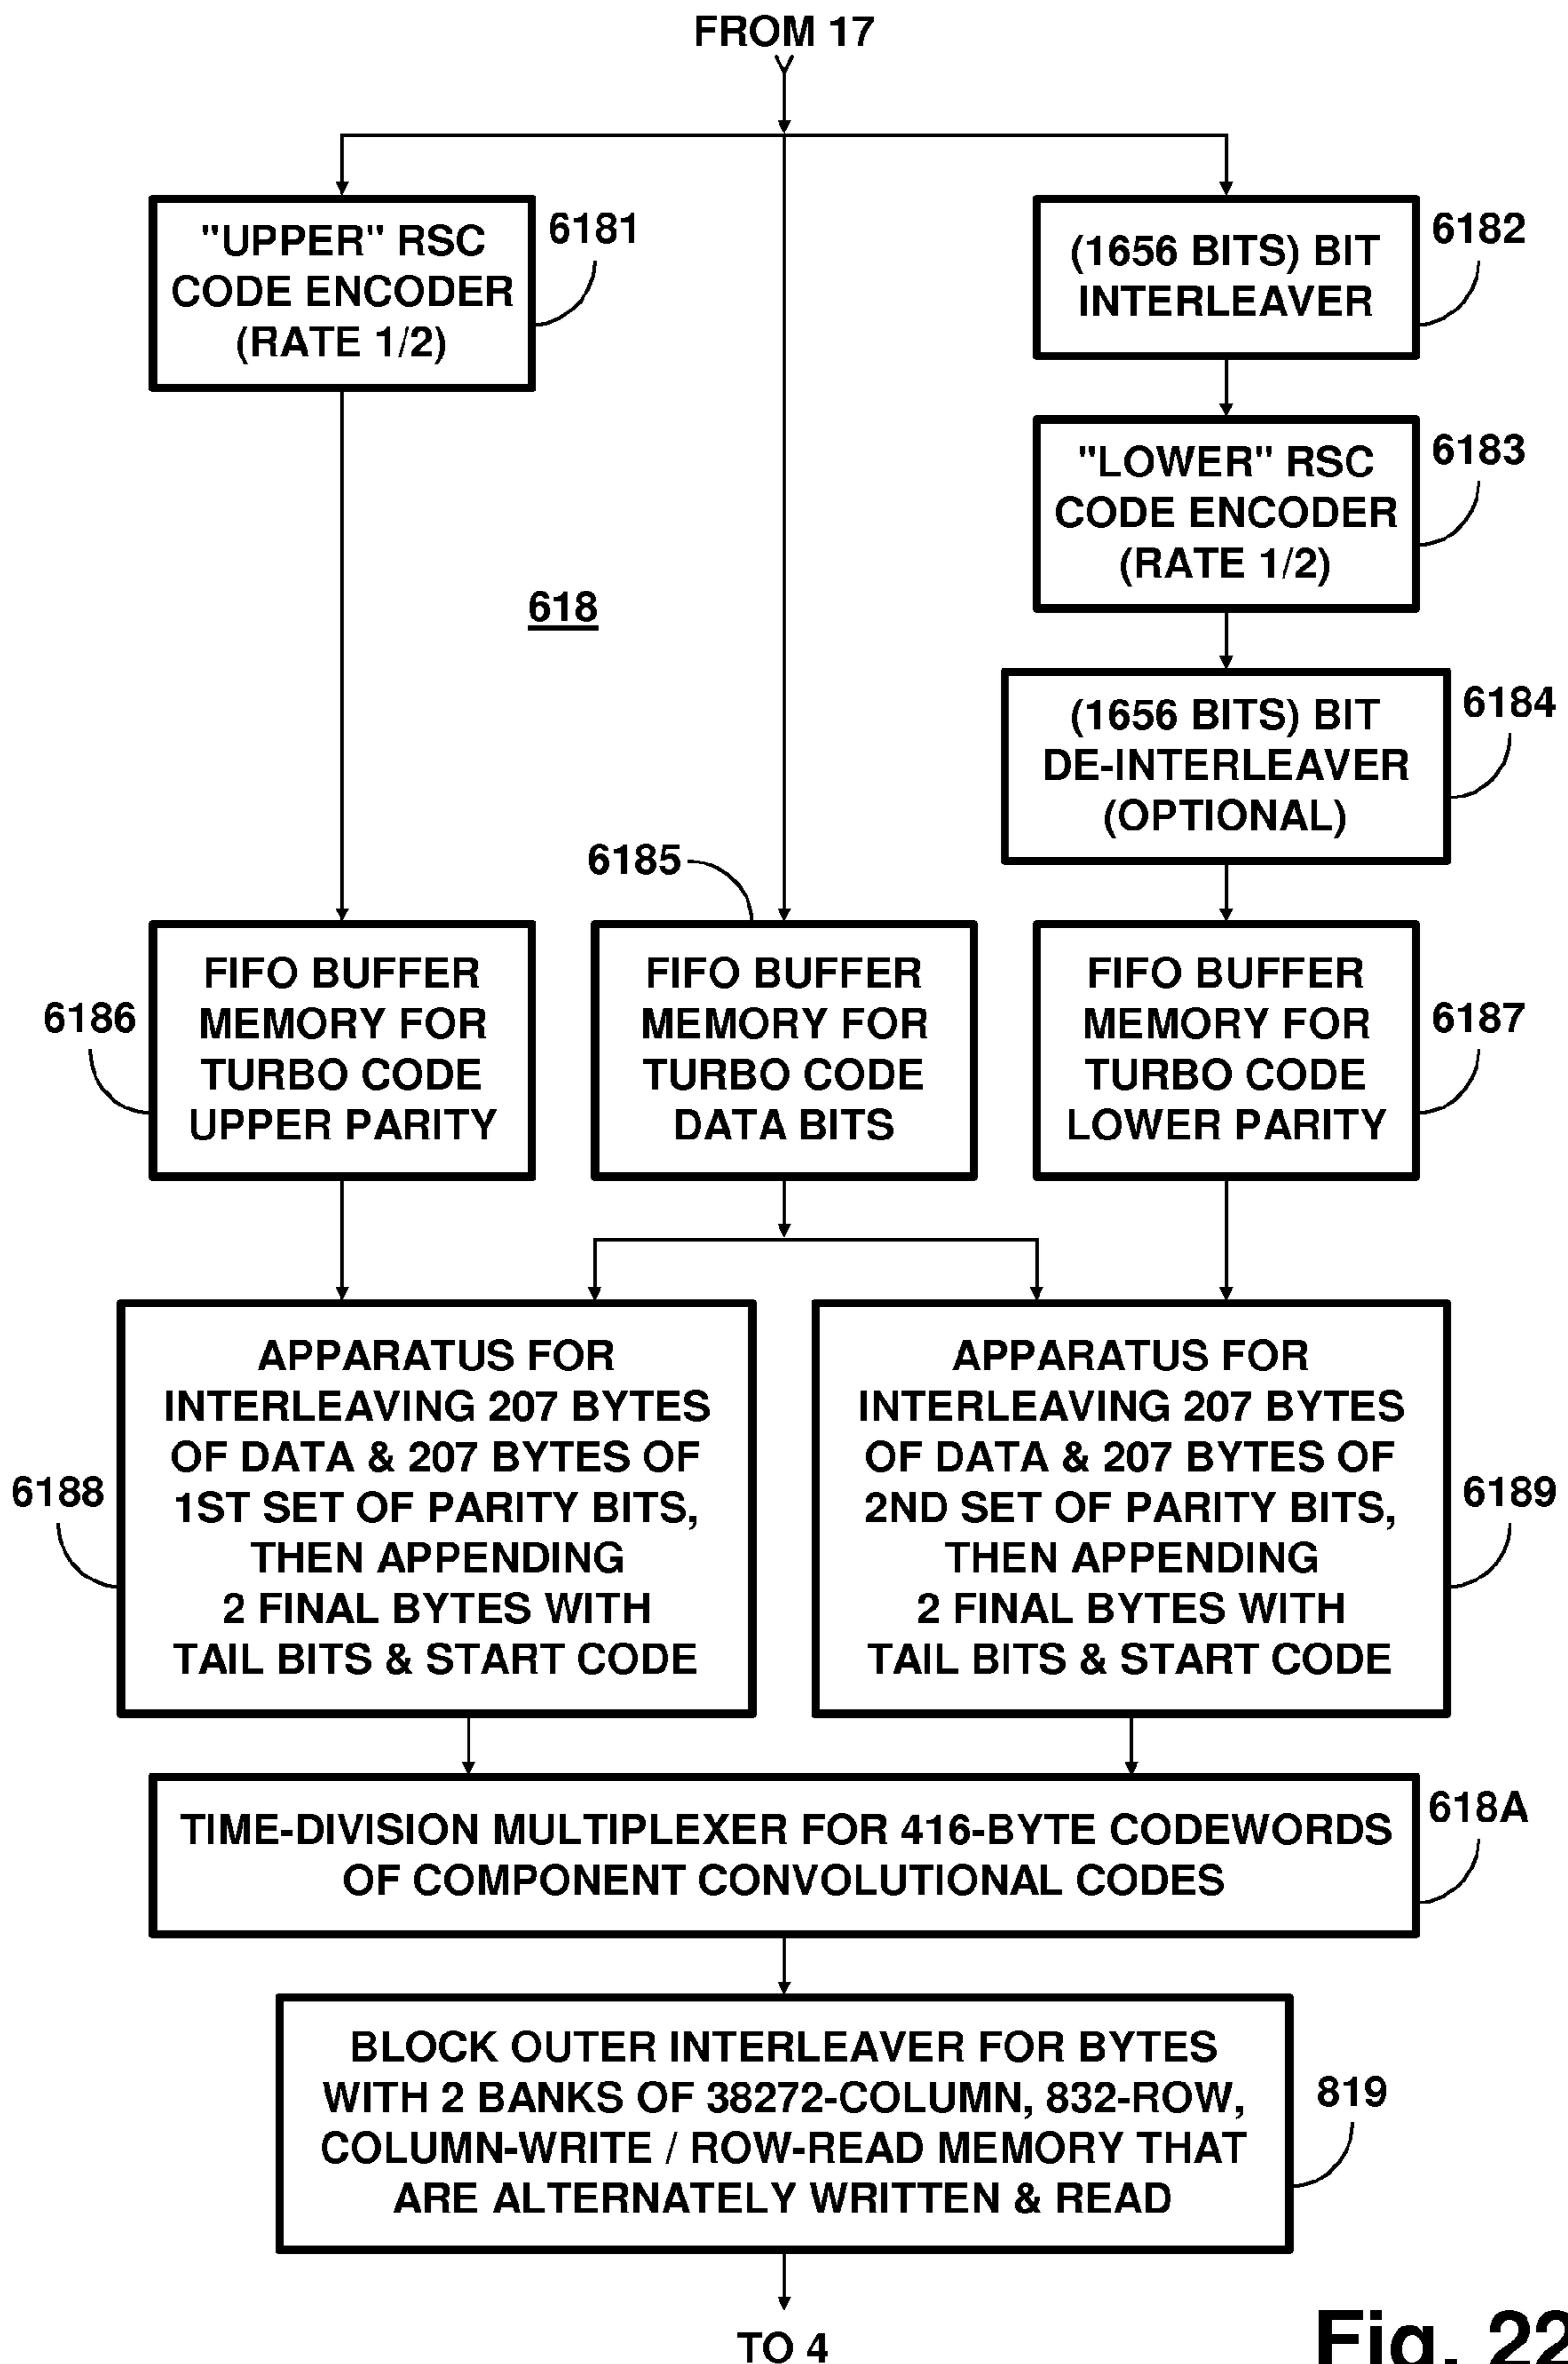 FROM 17
"UPPER" RSC
CODE ENCODER
(RATE 1/2)
6181
(1656 BITS) BIT
INTERLEAVER
6182
"LOWER" RSC
CODE ENCODER
(RATE 1/2)
6183
618
(1656 BITS) BIT
DE-INTERLEAVER
(OPTIONAL)
6184
6185
6186
FIFO BUFFER
MEMORY FOR
TURBO CODE
UPPER PARITY
FIFO BUFFER
MEMORY FOR
TURBO CODE
DATA BITS
FIFO BUFFER
MEMORY FOR
TURBO CODE
LOWER PARITY
6187
6188
APPARATUS FOR
INTERLEAVING 207 BYTES
OF DATA & 207 BYTES OF
1ST SET OF PARITY BITS,
THEN APPENDING
2 FINAL BYTES WITH
TAIL BITS & START CODE
APPARATUS FOR
INTERLEAVING 207 BYTES
OF DATA & 207 BYTES OF
2ND SET OF PARITY BITS,
THEN APPENDING
2 FINAL BYTES WITH
TAIL BITS & START CODE
6189
TIME-DIVISION MULTIPLEXER FOR 416-BYTE CODEWORDS
OF COMPONENT CONVOLUTIONAL CODES
618A
BLOCK OUTER INTERLEAVER FOR BYTES
WITH 2 BANKS OF 38272-COLUMN, 832-ROW,
COLUMN-WRITE / ROW-READ MEMORY THAT
ARE ALTERNATELY WRITTEN & READ
819
TO 4
Fig. 22